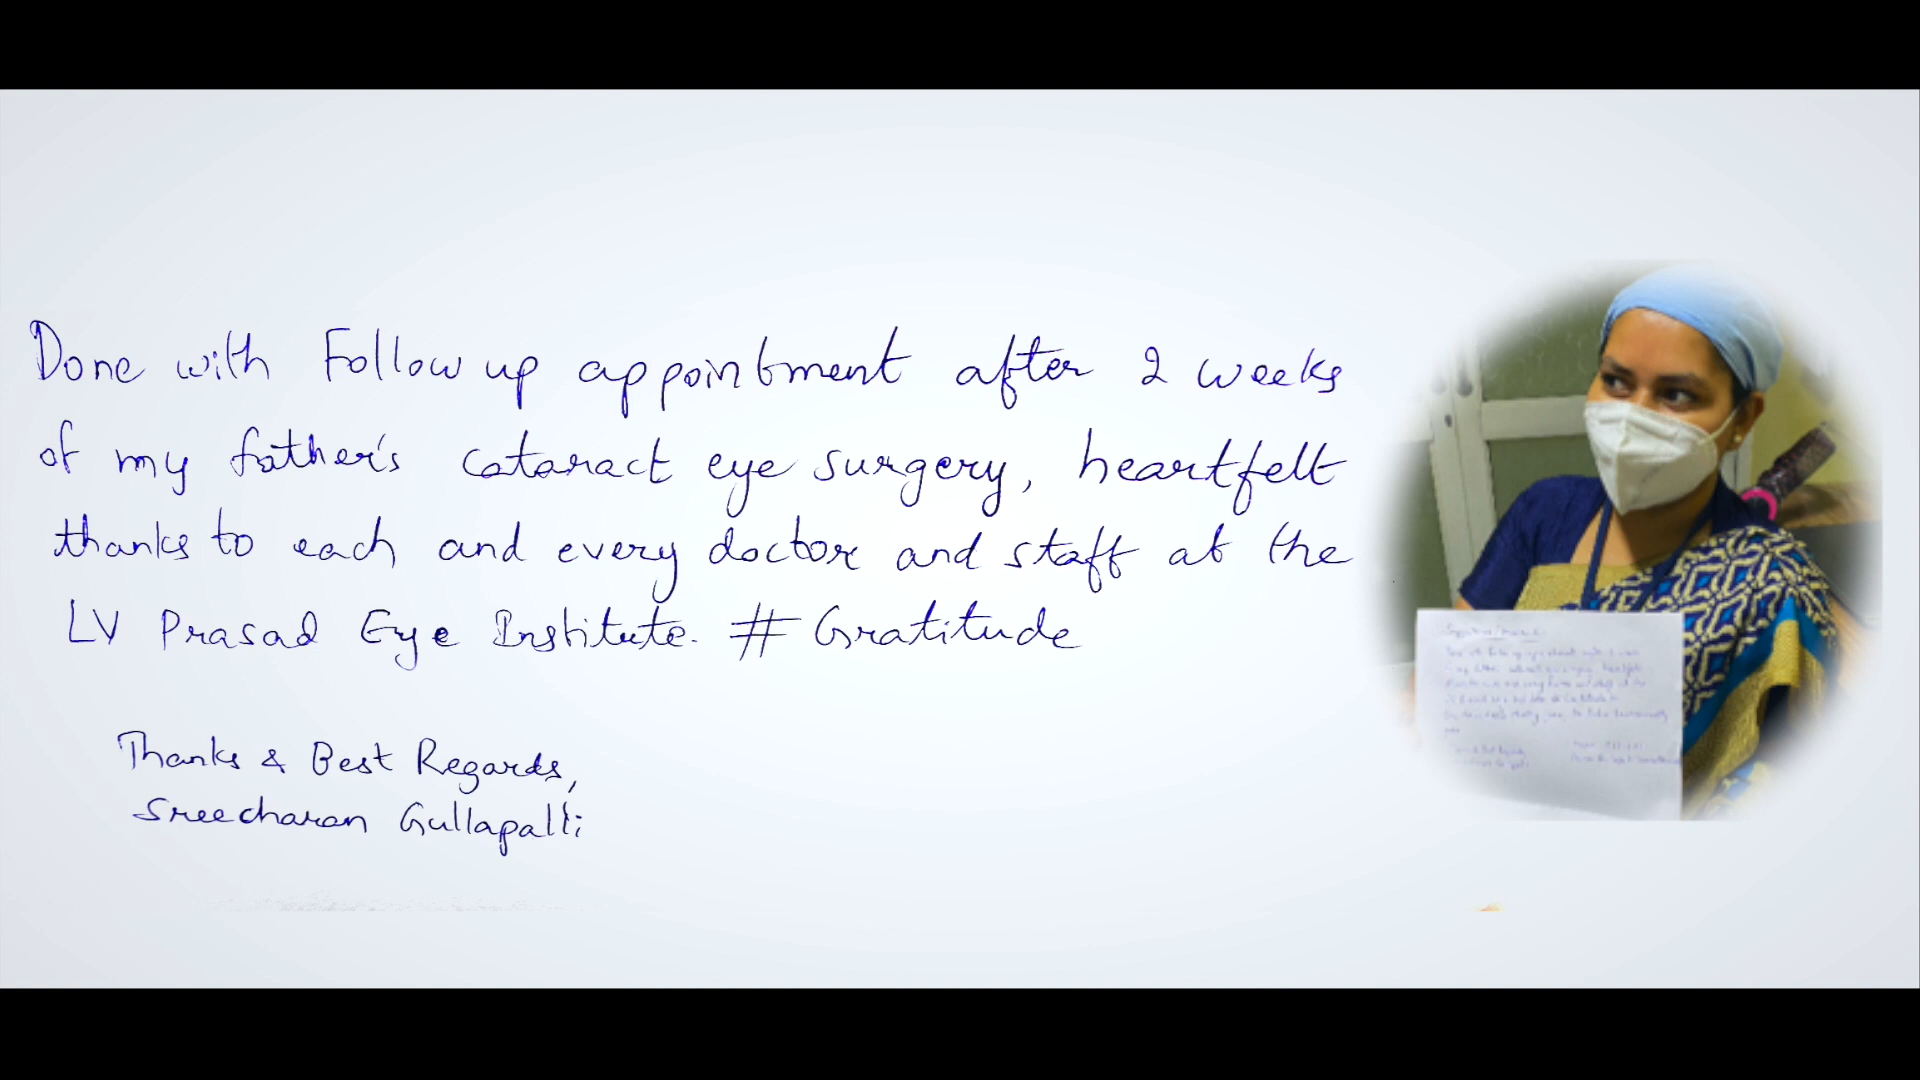 Done with Follow up appointment after 2 weeks
of my father's cataract eye surgery, heartfelt
thanks to each and every doctor and staff at the
LV Prasad Eye Institute. # Gratitude
Thanks & Best Regards,
Sreecharan Gullapalli